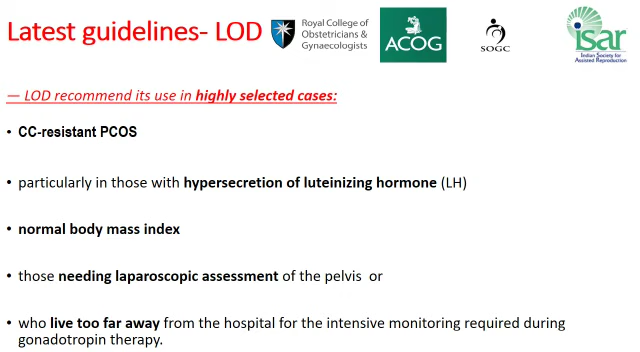 Latest guidelines- LOD
Royal College of
Obstetricians &
Gynaecologists
ACOG
SOGC
isar
Indian Society for
Assisted Reproduction
— LOD recommend its use in highly selected cases:
• CC-resistant PCOS
• particularly in those with hypersecretion of luteinizing hormone (LH)
• normal body mass index
• those needing laparoscopic assessment of the pelvis or
• who live too far away from the hospital for the intensive monitoring required during
gonadotropin therapy.